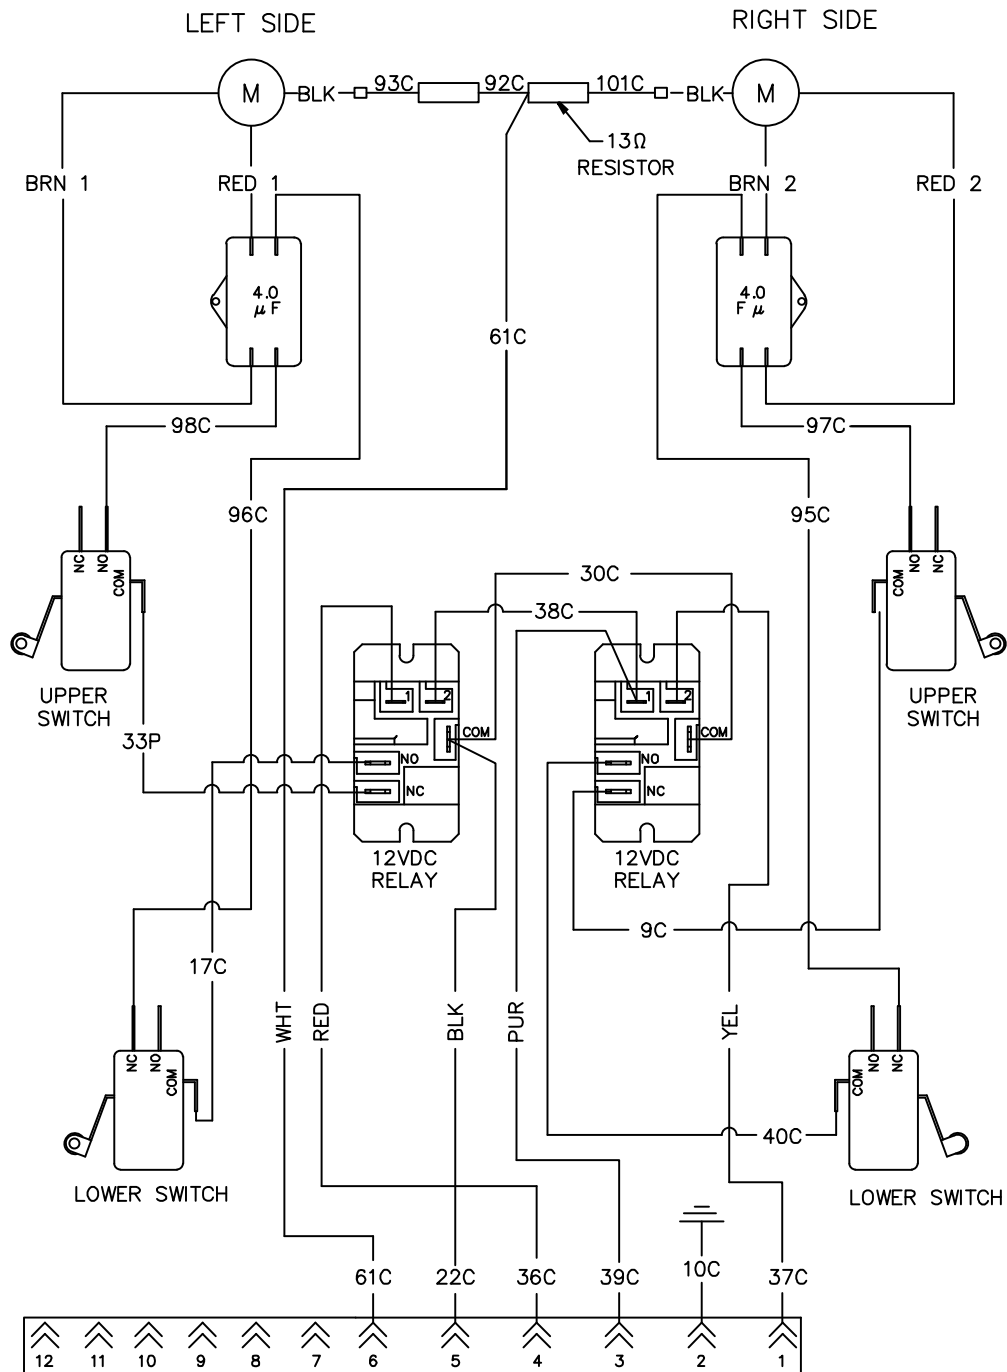 LEFT SIDE
RIGHT SIDE
M
BLK
93C
92C
101C
BLK
M
13Ω
RESISTOR
BRN 1
RED 1
BRN 2
RED 2
4.0
μ F
4.0
F μ
61C
98C
97C
96C
95C
NC
NO
COM
NO
NC
COM
30C
38C
UPPER
SWITCH
UPPER
SWITCH
1
2
COM
NO
NC
1
2
COM
NO
NC
33P
12VDC
RELAY
12VDC
RELAY
9C
17C
WHT
RED
BLK
PUR
YEL
NC
NO
COM
NO
NC
COM
40C
LOWER SWITCH
LOWER SWITCH
61C
22C
36C
39C
10C
37C
12
11
10
9
8
7
6
5
4
3
2
1